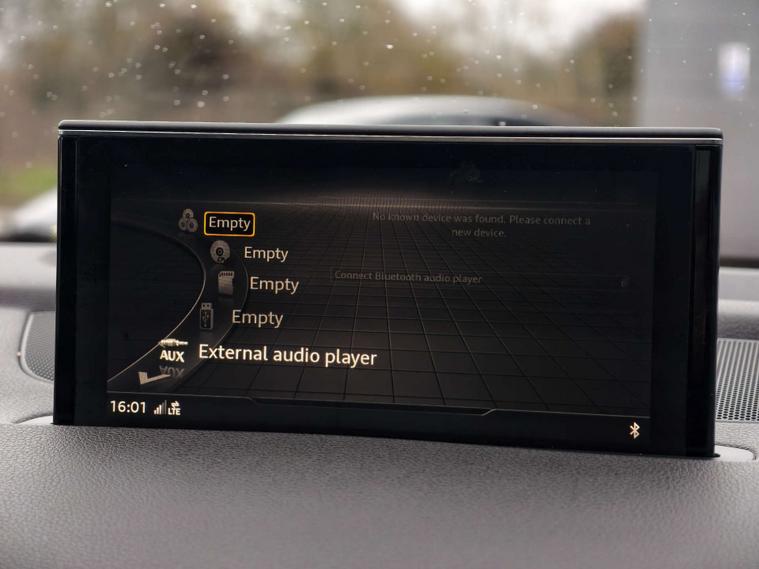 No known device was found. Please connect a
new device.
Empty
Empty
Connect Bluetooth audio player
Empty
Empty
AUX External audio player
16:01 LTE